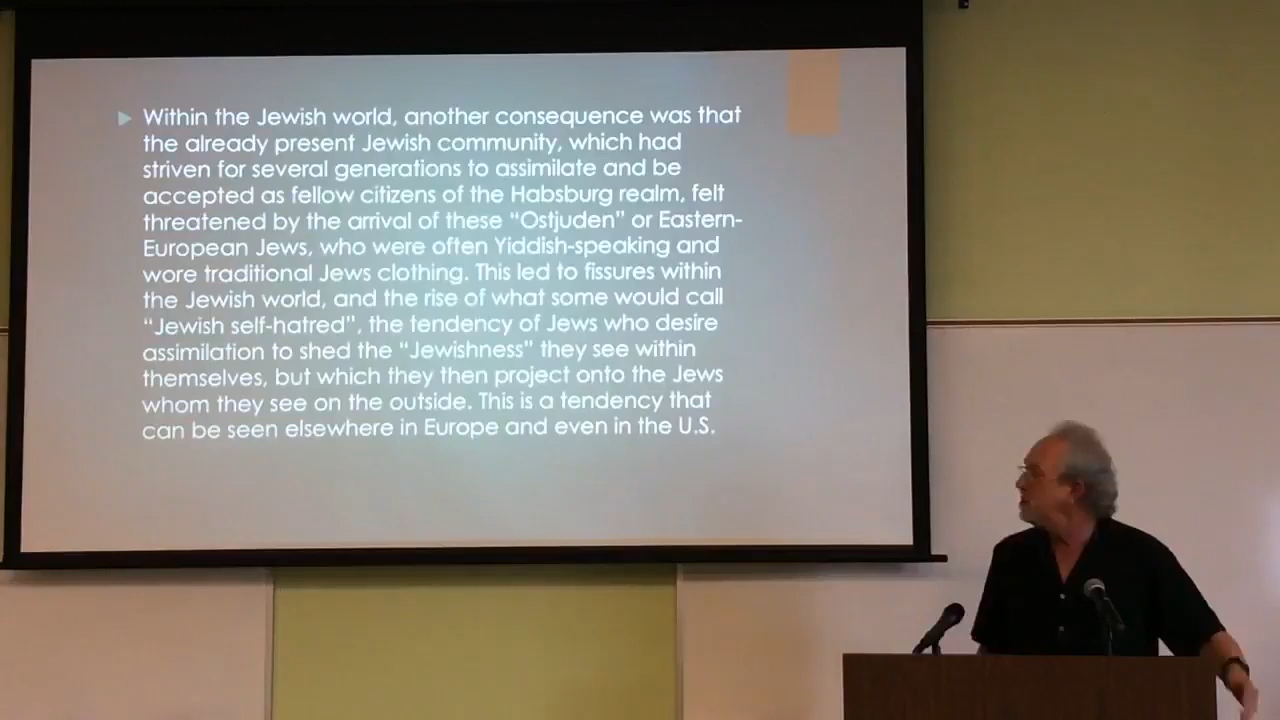 Within the Jewish world, another consequence was that
the already present Jewish community, which had
striven for several generations to assimilate and be
accepted as fellow citizens of the Habsburg realm, felt
threatened by the arrival of these “Ostjuden” or Eastern-
European Jews, who were often Yiddish-speaking and
wore traditional Jews clothing. This led to fissures within
the Jewish world, and the rise of what some would call
“Jewish self-hatred”, the tendency of Jews who desire
assimilation to shed the “Jewishness” they see within
themselves, but which they then project onto the Jews
whom they see on the outside. This is a tendency that
can be seen elsewhere in Europe and even in the U.S.